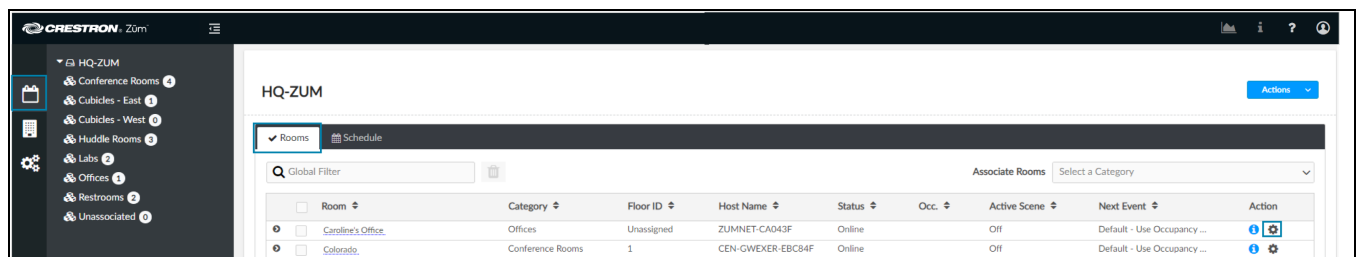 CRESTRON. Zūm™
i ?
HQ-ZUM
Conference Rooms 4
Cubicles - East 1
Cubicles - West 0
Huddle Rooms 3
Labs 2
Offices 1
Restrooms 2
Unassociated 0
HQ-ZUM
Actions
Rooms Schedule
Global Filter Associate Rooms Select a Category
Room Category Floor ID Host Name Status Occ. Active Scene Next Event Action
Caroline's Office Offices Unassigned ZUMNET-CA043F Online Off Default - Use Occupancy ...
Colorado Conference Rooms 1 CEN-GWEXER-EBC84F Online Off Default - Use Occupancy ...